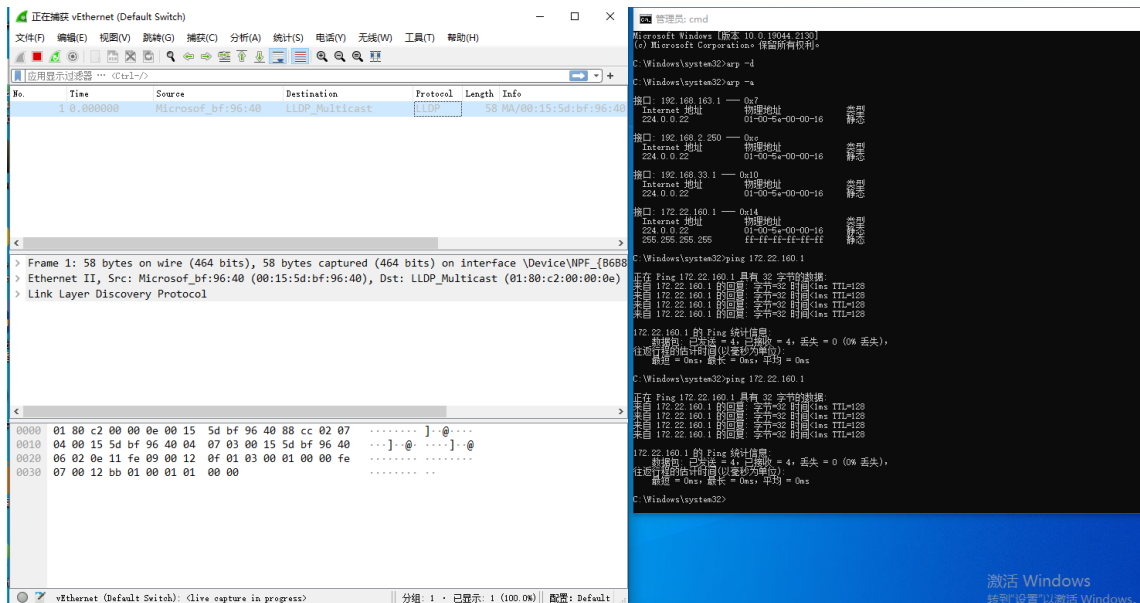 正在捕获 vEthernet (Default Switch)
文件(F) 编辑(E) 视图(V) 跳转(G) 捕获(C) 分析(A) 统计(S) 电话(Y) 无线(W) 工具(T) 帮助(H)
应用显示过滤器 … <Ctrl-/>
No. Time Source Destination Protocol Length Info
1 0.000000 Microsof_bf:96:40 LLDP_Multicast LLDP 58 MA/00:15:5d:bf:96:40
> Frame 1: 58 bytes on wire (464 bits), 58 bytes captured (464 bits) on interface \Device\NPF_{B6B8
> Ethernet II, Src: Microsof_bf:96:40 (00:15:5d:bf:96:40), Dst: LLDP_Multicast (01:80:c2:00:00:0e)
> Link Layer Discovery Protocol
0000 01 80 c2 00 00 0e 00 15 5d bf 96 40 88 cc 02 07 ········ ]··@····
0010 04 00 15 5d bf 96 40 04 07 03 00 15 5d bf 96 40 ···]··@· ····]··@
0020 06 02 0e 11 fe 09 00 12 0f 01 03 00 01 00 00 fe ········ ········
0030 07 00 12 bb 01 00 01 01 00 00 ········ ··
vEthernet (Default Switch): <live capture in progress> 分组: 1 · 已显示: 1 (100.0%) 配置: Default
管理员: cmd
Microsoft Windows [版本 10.0.19044.2130]
(c) Microsoft Corporation。保留所有权利。
C:\Windows\system32>arp -d
C:\Windows\system32>arp -a
接口: 192.168.163.1 --- 0x7
Internet 地址 物理地址 类型
224.0.0.22 01-00-5e-00-00-16 静态
接口: 192.168.2.250 --- 0xc
Internet 地址 物理地址 类型
224.0.0.22 01-00-5e-00-00-16 静态
接口: 192.168.33.1 --- 0x10
Internet 地址 物理地址 类型
224.0.0.22 01-00-5e-00-00-16 静态
接口: 172.22.160.1 --- 0x14
Internet 地址 物理地址 类型
224.0.0.22 01-00-5e-00-00-16 静态
255.255.255.255 ff-ff-ff-ff-ff-ff 静态
C:\Windows\system32>ping 172.22.160.1
正在 Ping 172.22.160.1 具有 32 字节的数据:
来自 172.22.160.1 的回复: 字节=32 时间<1ms TTL=128
来自 172.22.160.1 的回复: 字节=32 时间<1ms TTL=128
来自 172.22.160.1 的回复: 字节=32 时间<1ms TTL=128
来自 172.22.160.1 的回复: 字节=32 时间<1ms TTL=128
172.22.160.1 的 Ping 统计信息:
数据包: 已发送 = 4，已接收 = 4，丢失 = 0 (0% 丢失)，
往返行程的估计时间(以毫秒为单位):
最短 = 0ms，最长 = 0ms，平均 = 0ms
C:\Windows\system32>ping 172.22.160.1
正在 Ping 172.22.160.1 具有 32 字节的数据:
来自 172.22.160.1 的回复: 字节=32 时间<1ms TTL=128
来自 172.22.160.1 的回复: 字节=32 时间<1ms TTL=128
来自 172.22.160.1 的回复: 字节=32 时间<1ms TTL=128
来自 172.22.160.1 的回复: 字节=32 时间<1ms TTL=128
172.22.160.1 的 Ping 统计信息:
数据包: 已发送 = 4，已接收 = 4，丢失 = 0 (0% 丢失)，
往返行程的估计时间(以毫秒为单位):
最短 = 0ms，最长 = 0ms，平均 = 0ms
C:\Windows\system32>
激活 Windows
转到"设置"以激活 Windows。